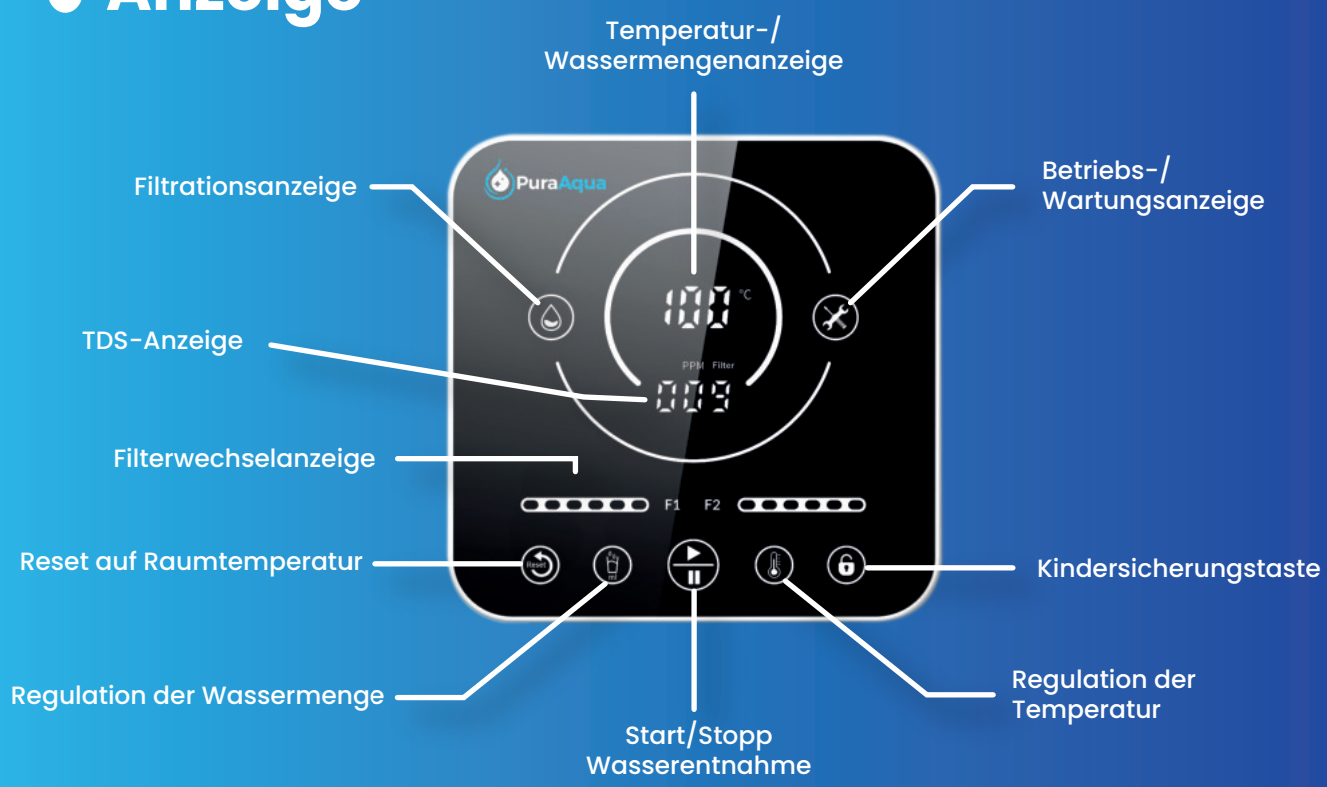 Anzeige
Temperatur-/
Wassermengenanzeige
Filtrationsanzeige
Betriebs-/
Wartungsanzeige
PuraAqua
100 °C
TDS-Anzeige
PPM Filter
009
Filterwechselanzeige
F1 F2
Reset auf Raumtemperatur
Reset
ml
Kindersicherungstaste
Regulation der Wassermenge
Regulation der
Temperatur
Start/Stopp
Wasserentnahme